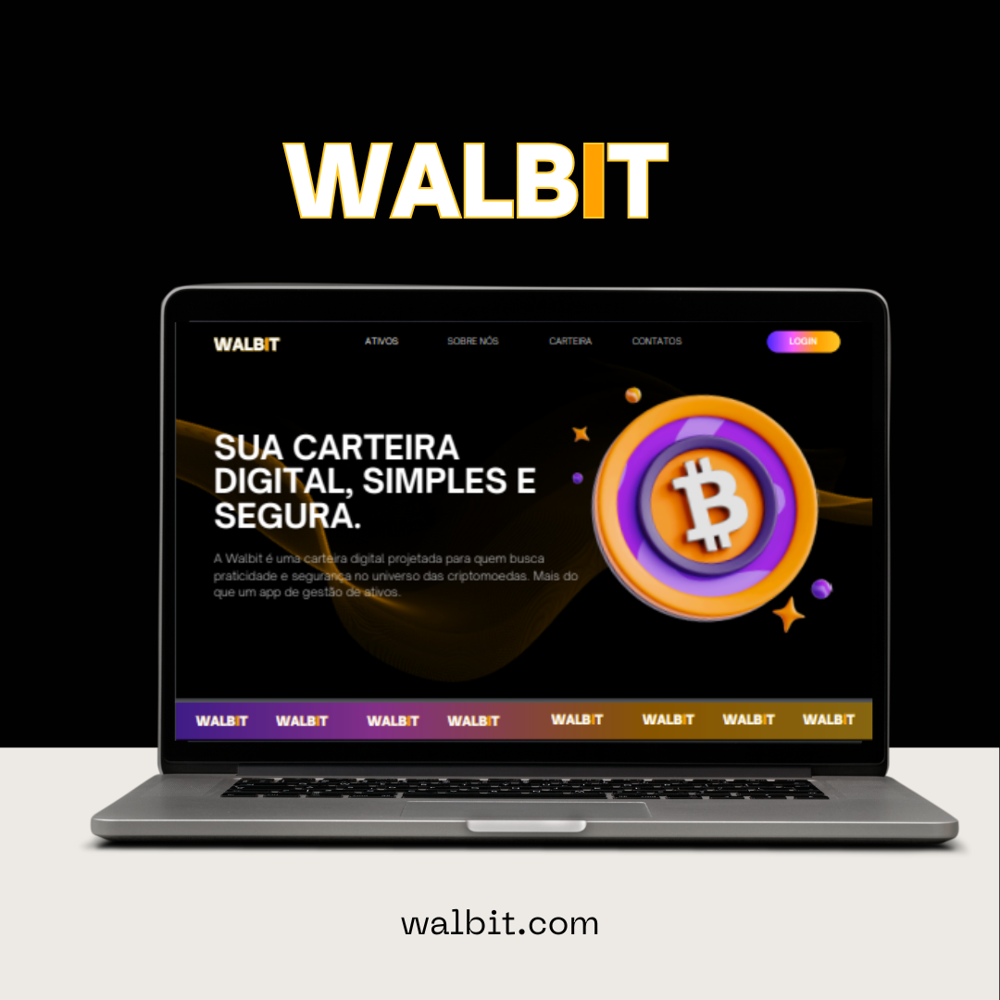 WALBIT
WALBIT ATIVOS SOBRE NÓS CARTEIRA CONTATOS LOGIN
SUA CARTEIRA
DIGITAL, SIMPLES E
SEGURA.
A Walbit é uma carteira digital projetada para quem busca
praticidade e segurança no universo das criptomoedas. Mais do
que um app de gestão de ativos.
WALBIT WALBIT WALBIT WALBIT WALBIT WALBIT WALBIT WALBIT
walbit.com